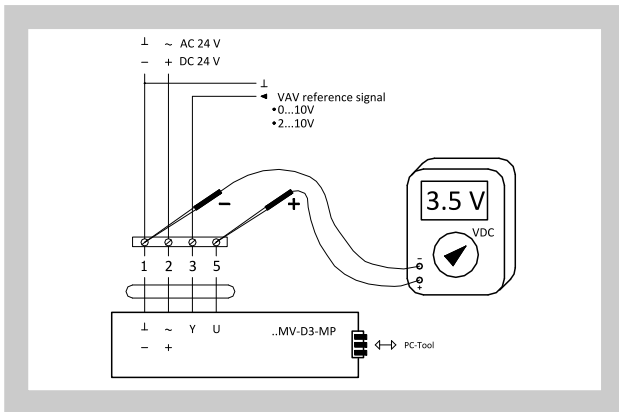 ⊥ ~ AC 24 V
− + DC 24 V
⊥
VAV reference signal
•0...10V
•2...10V
− +
3.5 V
VDC
−
+
1 2 3 5
⊥ ~ Y U ..MV-D3-MP
− +
PC-Tool